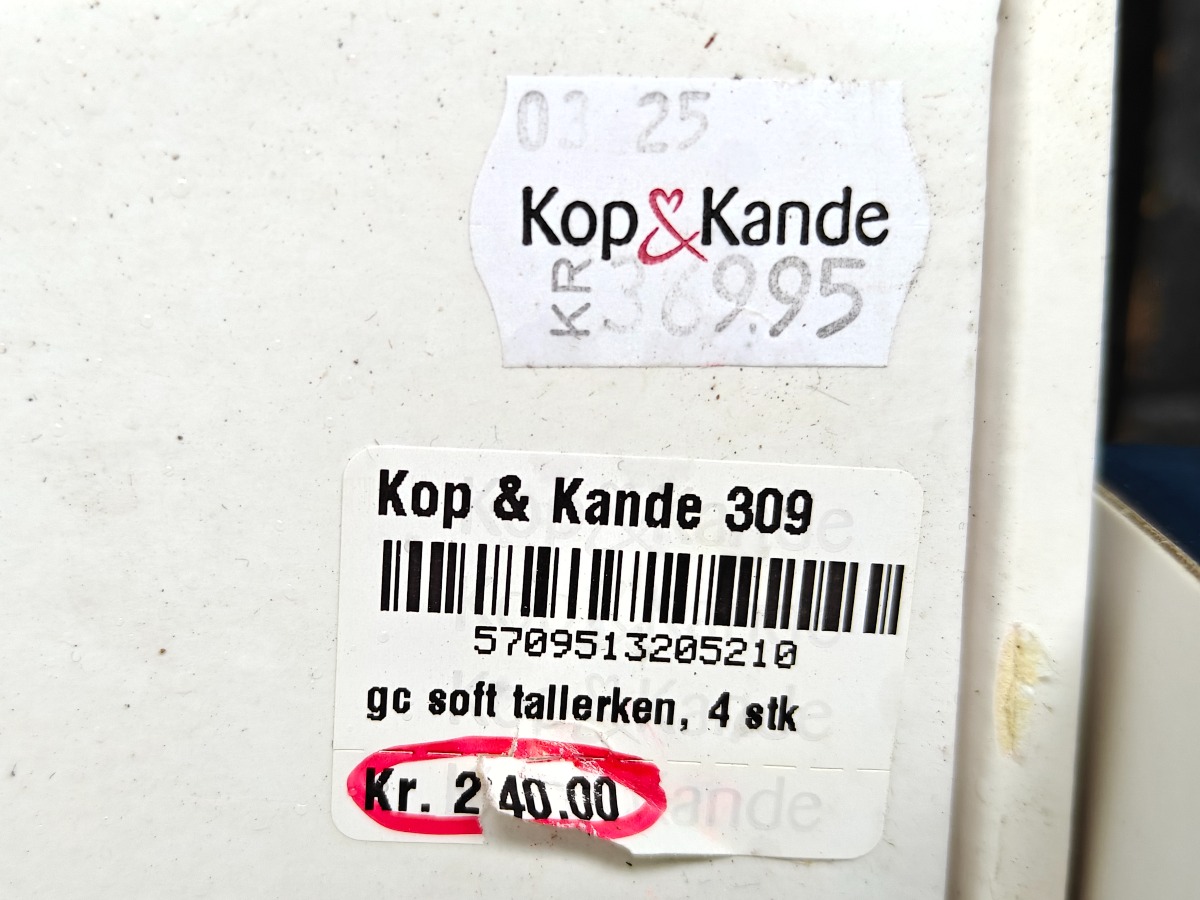 03 25
Kop & Kande
KR 369.95
Kop & Kande 309
5709513205210
gc soft tallerken, 4 stk
Kr. 240.00